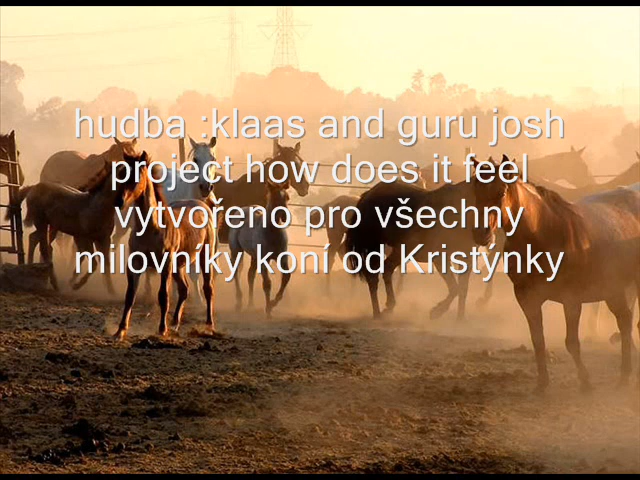 hudba :klaas and guru josh
project how does it feel
vytvořeno pro všechny
milovníky koní od Kristýnky